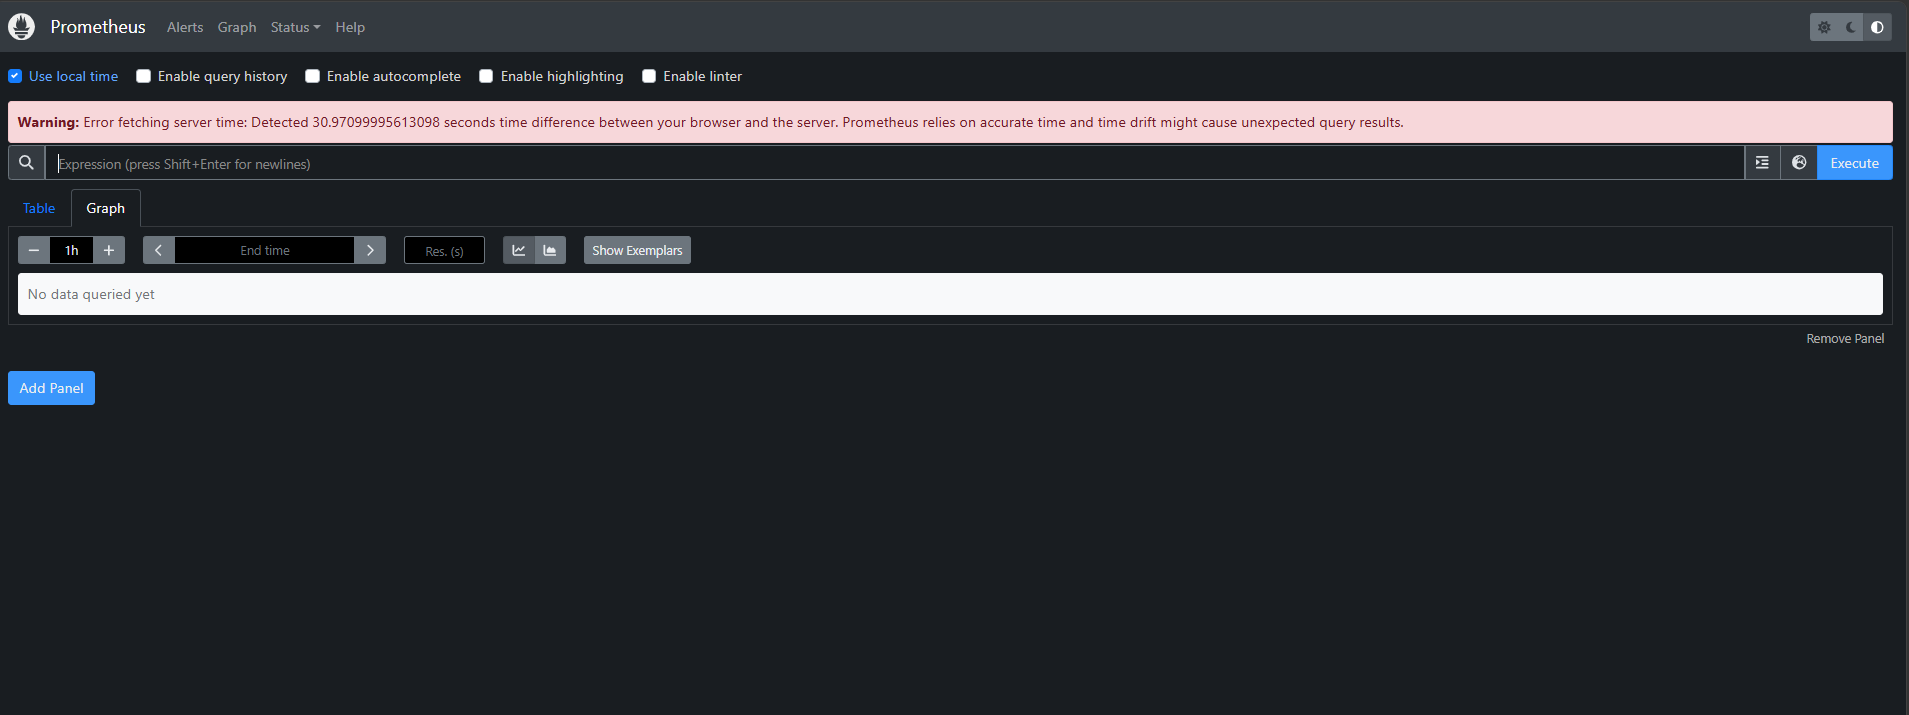 Prometheus Alerts Graph Status Help
Use local time Enable query history Enable autocomplete Enable highlighting Enable linter
Warning: Error fetching server time: Detected 30.97099995613098 seconds time difference between your browser and the server. Prometheus relies on accurate time and time drift might cause unexpected query results.
Expression (press Shift+Enter for newlines) Execute
Table Graph
1h End time Res. (s) Show Exemplars
No data queried yet
Remove Panel
Add Panel